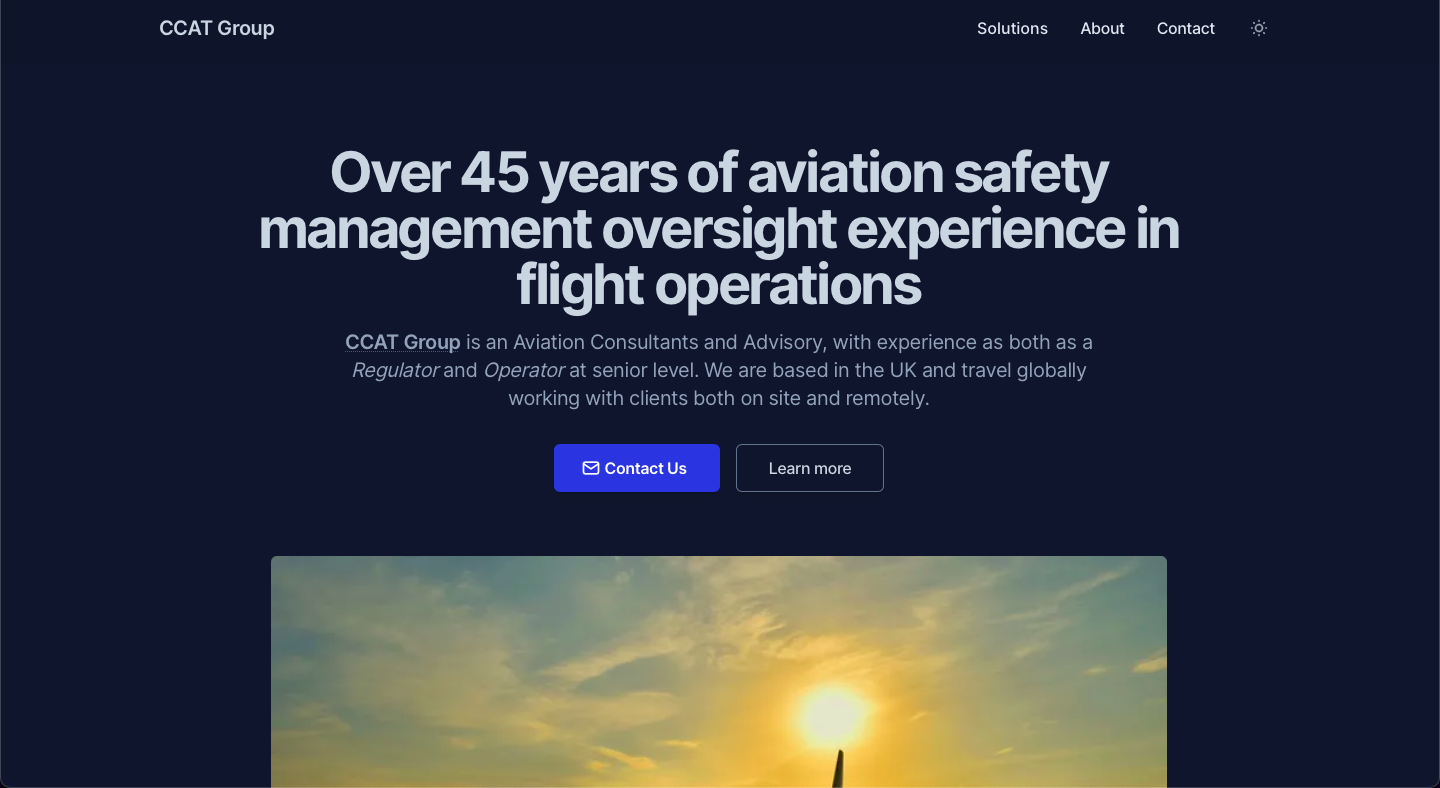 CCAT Group
Solutions
About
Contact
Over 45 years of aviation safety
management oversight experience in
flight operations
CCAT Group is an Aviation Consultants and Advisory, with experience as both as a
Regulator and Operator at senior level. We are based in the UK and travel globally
working with clients both on site and remotely.
Contact Us
Learn more